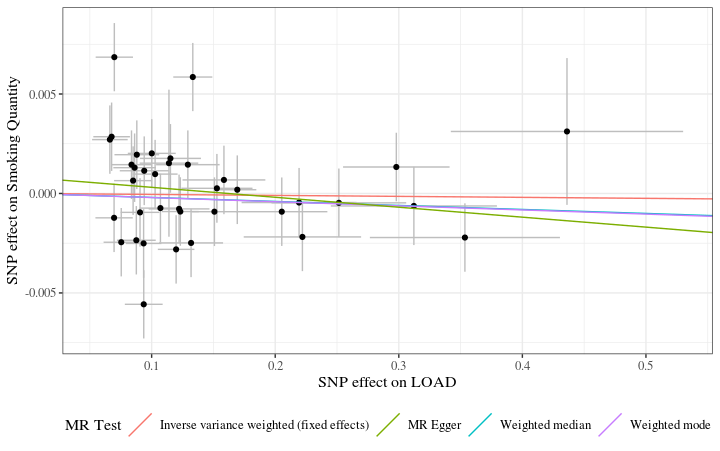 SNP effect on Smoking Quantity
0.005
0.000
-0.005
0.1 0.2 0.3 0.4 0.5
SNP effect on LOAD
MR Test Inverse variance weighted (fixed effects) MR Egger Weighted median Weighted mode